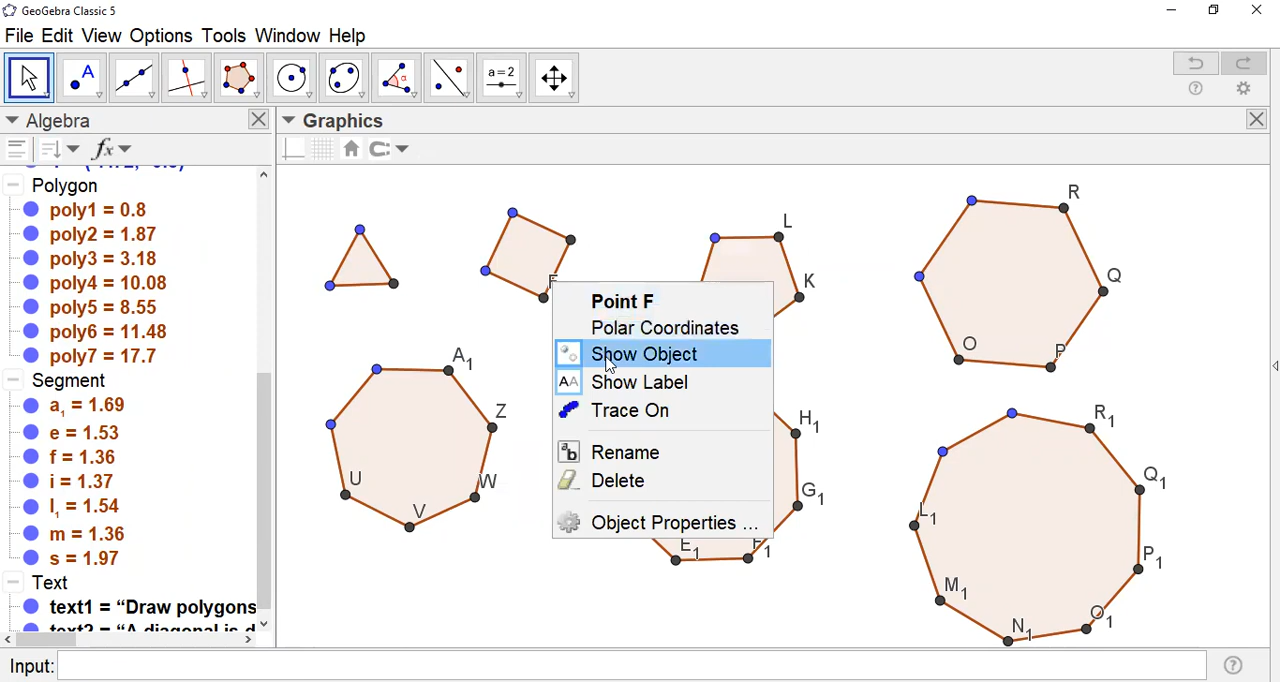 GeoGebra Classic 5
File Edit View Options Tools Window Help
A
a=2
Algebra
Graphics
Polygon
poly1 = 0.8
poly2 = 1.87
poly3 = 3.18
poly4 = 10.08
poly5 = 8.55
poly6 = 11.48
poly7 = 17.7
Segment
a₁ = 1.69
e = 1.53
f = 1.36
i = 1.37
l₁ = 1.54
m = 1.36
s = 1.97
Text
text1 = “Draw polygons
L
K
R
Q
O
P
A₁
Z
U
V
W
Point F
Polar Coordinates
Show Object
AA Show Label
Trace On
Rename
Delete
Object Properties ...
H₁
G₁
E₁
F₁
R₁
Q₁
L₁
P₁
M₁
O₁
N₁
Input: